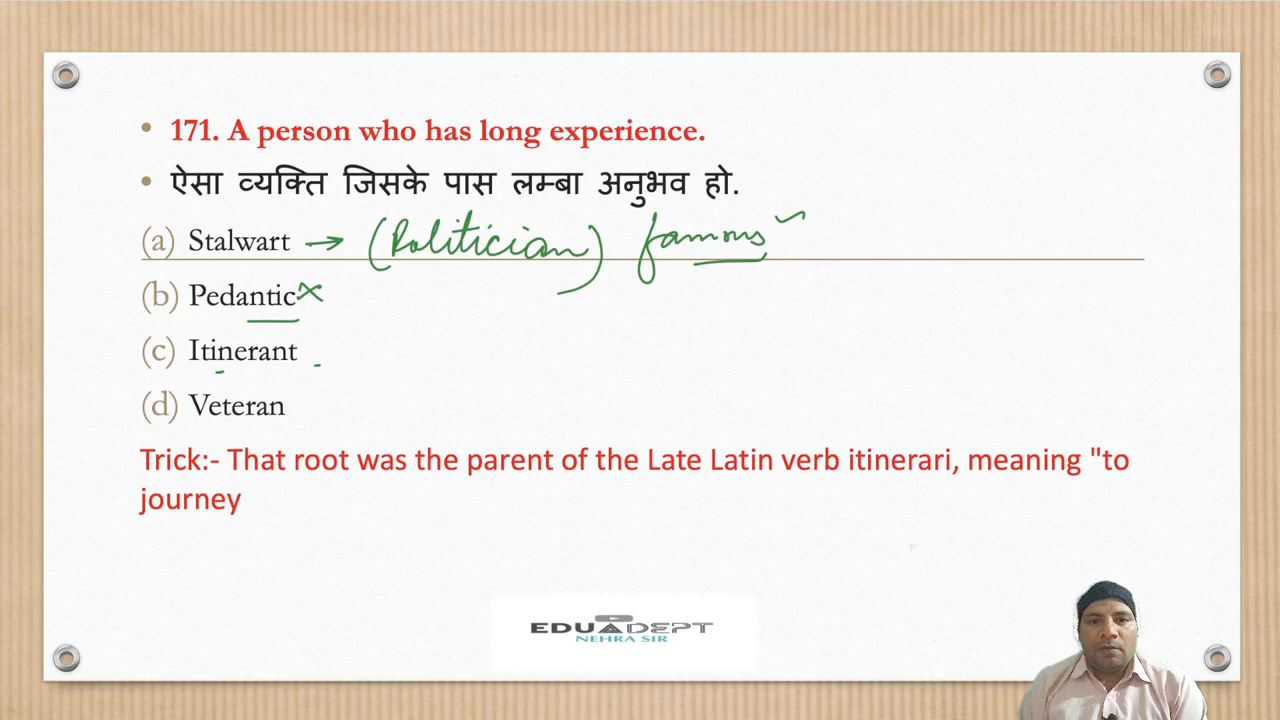 171. A person who has long experience.
ऐसा व्यक्ति जिसके पास लम्बा अनुभव हो.
(a) Stalwart → (Politician) famous
(b) Pedantic ×
(c) Itinerant
(d) Veteran
Trick:- That root was the parent of the Late Latin verb itinerari, meaning "to
journey
EDUADEPT
NEHRA SIR